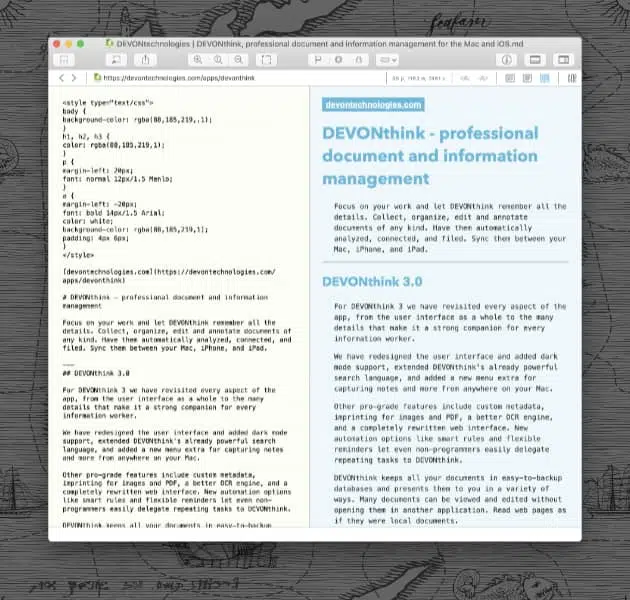 DEVONtechnologies | DEVONthink, professional document and information management for the Mac and iOS.md
https://devontechnologies.com/apps/devonthink
<style type="text/css">
body {
background-color: rgba(88,185,219,.1);
}
h1, h2, h3 {
color: rgba(88,185,219,1);
}
p {
margin-left: 20px;
font: normal 12px/1.5 Menlo;
}
a {
margin-left: -20px;
font: bold 14px/1.5 Arial;
color: white;
background-color: rgba(88,185,219,1);
padding: 4px 6px;
}
</style>
[devontechnologies.com](https://devontechnologies.com/
apps/devonthink)
# DEVONthink - professional document and information
management
Focus on your work and let DEVONthink remember all the
details. Collect, organize, edit and annotate documents of
any kind. Have them automatically analyzed, connected, and
filed. Sync them between your Mac, iPhone, and iPad.
## DEVONthink 3.0
For DEVONthink 3 we have revisited every aspect of the
app, from the user interface as a whole to the many
details that make it a strong companion for every
information worker.
We have redesigned the user interface and added dark
mode support, extended DEVONthink's already powerful
search language, and added a new menu extra for
capturing notes and more from anywhere on your Mac.
Other pro-grade features include custom metadata,
imprinting for images and PDF, a better OCR engine, and a
completely rewritten web interface. New automation options
like smart rules and flexible reminders let even non-
programmers easily delegate repeating tasks to DEVONthink.
DEVONthink keeps all your documents in easy-to-backup
devontechnologies.com
DEVONthink - professional
document and information
management
Focus on your work and let DEVONthink remember all the
details. Collect, organize, edit and annotate
documents of any kind. Have them automatically
analyzed, connected, and filed. Sync them between your
Mac, iPhone, and iPad.
DEVONthink 3.0
For DEVONthink 3 we have revisited every aspect of the
app, from the user interface as a whole to the many
details that make it a strong companion for every
information worker.
We have redesigned the user interface and added dark
mode support, extended DEVONthink's already powerful
search language, and added a new menu extra for
capturing notes and more from anywhere on your Mac.
Other pro-grade features include custom metadata,
imprinting for images and PDF, a better OCR engine,
and a completely rewritten web interface. New
automation options like smart rules and flexible
reminders let even non-programmers easily delegate
repeating tasks to DEVONthink.
DEVONthink keeps all your documents in easy-to-backup
databases and presents them to you in a variety of
ways. Many documents can be viewed and edited without
opening them in another application. Read web pages as
if they were local documents.